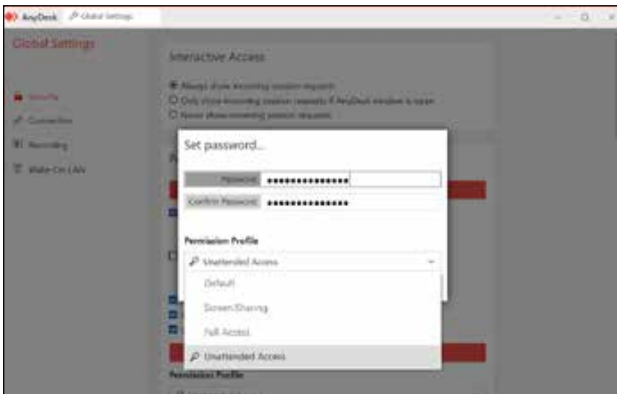 AnyDesk Global Settings
Global Settings
Interactive Access
Always show incoming session requests
Only show incoming session requests if AnyDesk window is open
Never show incoming session requests
Security
Connection
Recording
Wake-On-LAN
Set password...
Password
Confirm Password
Permission Profile
Unattended Access
Default
Screen Sharing
Full Access
Unattended Access
Permission Profile